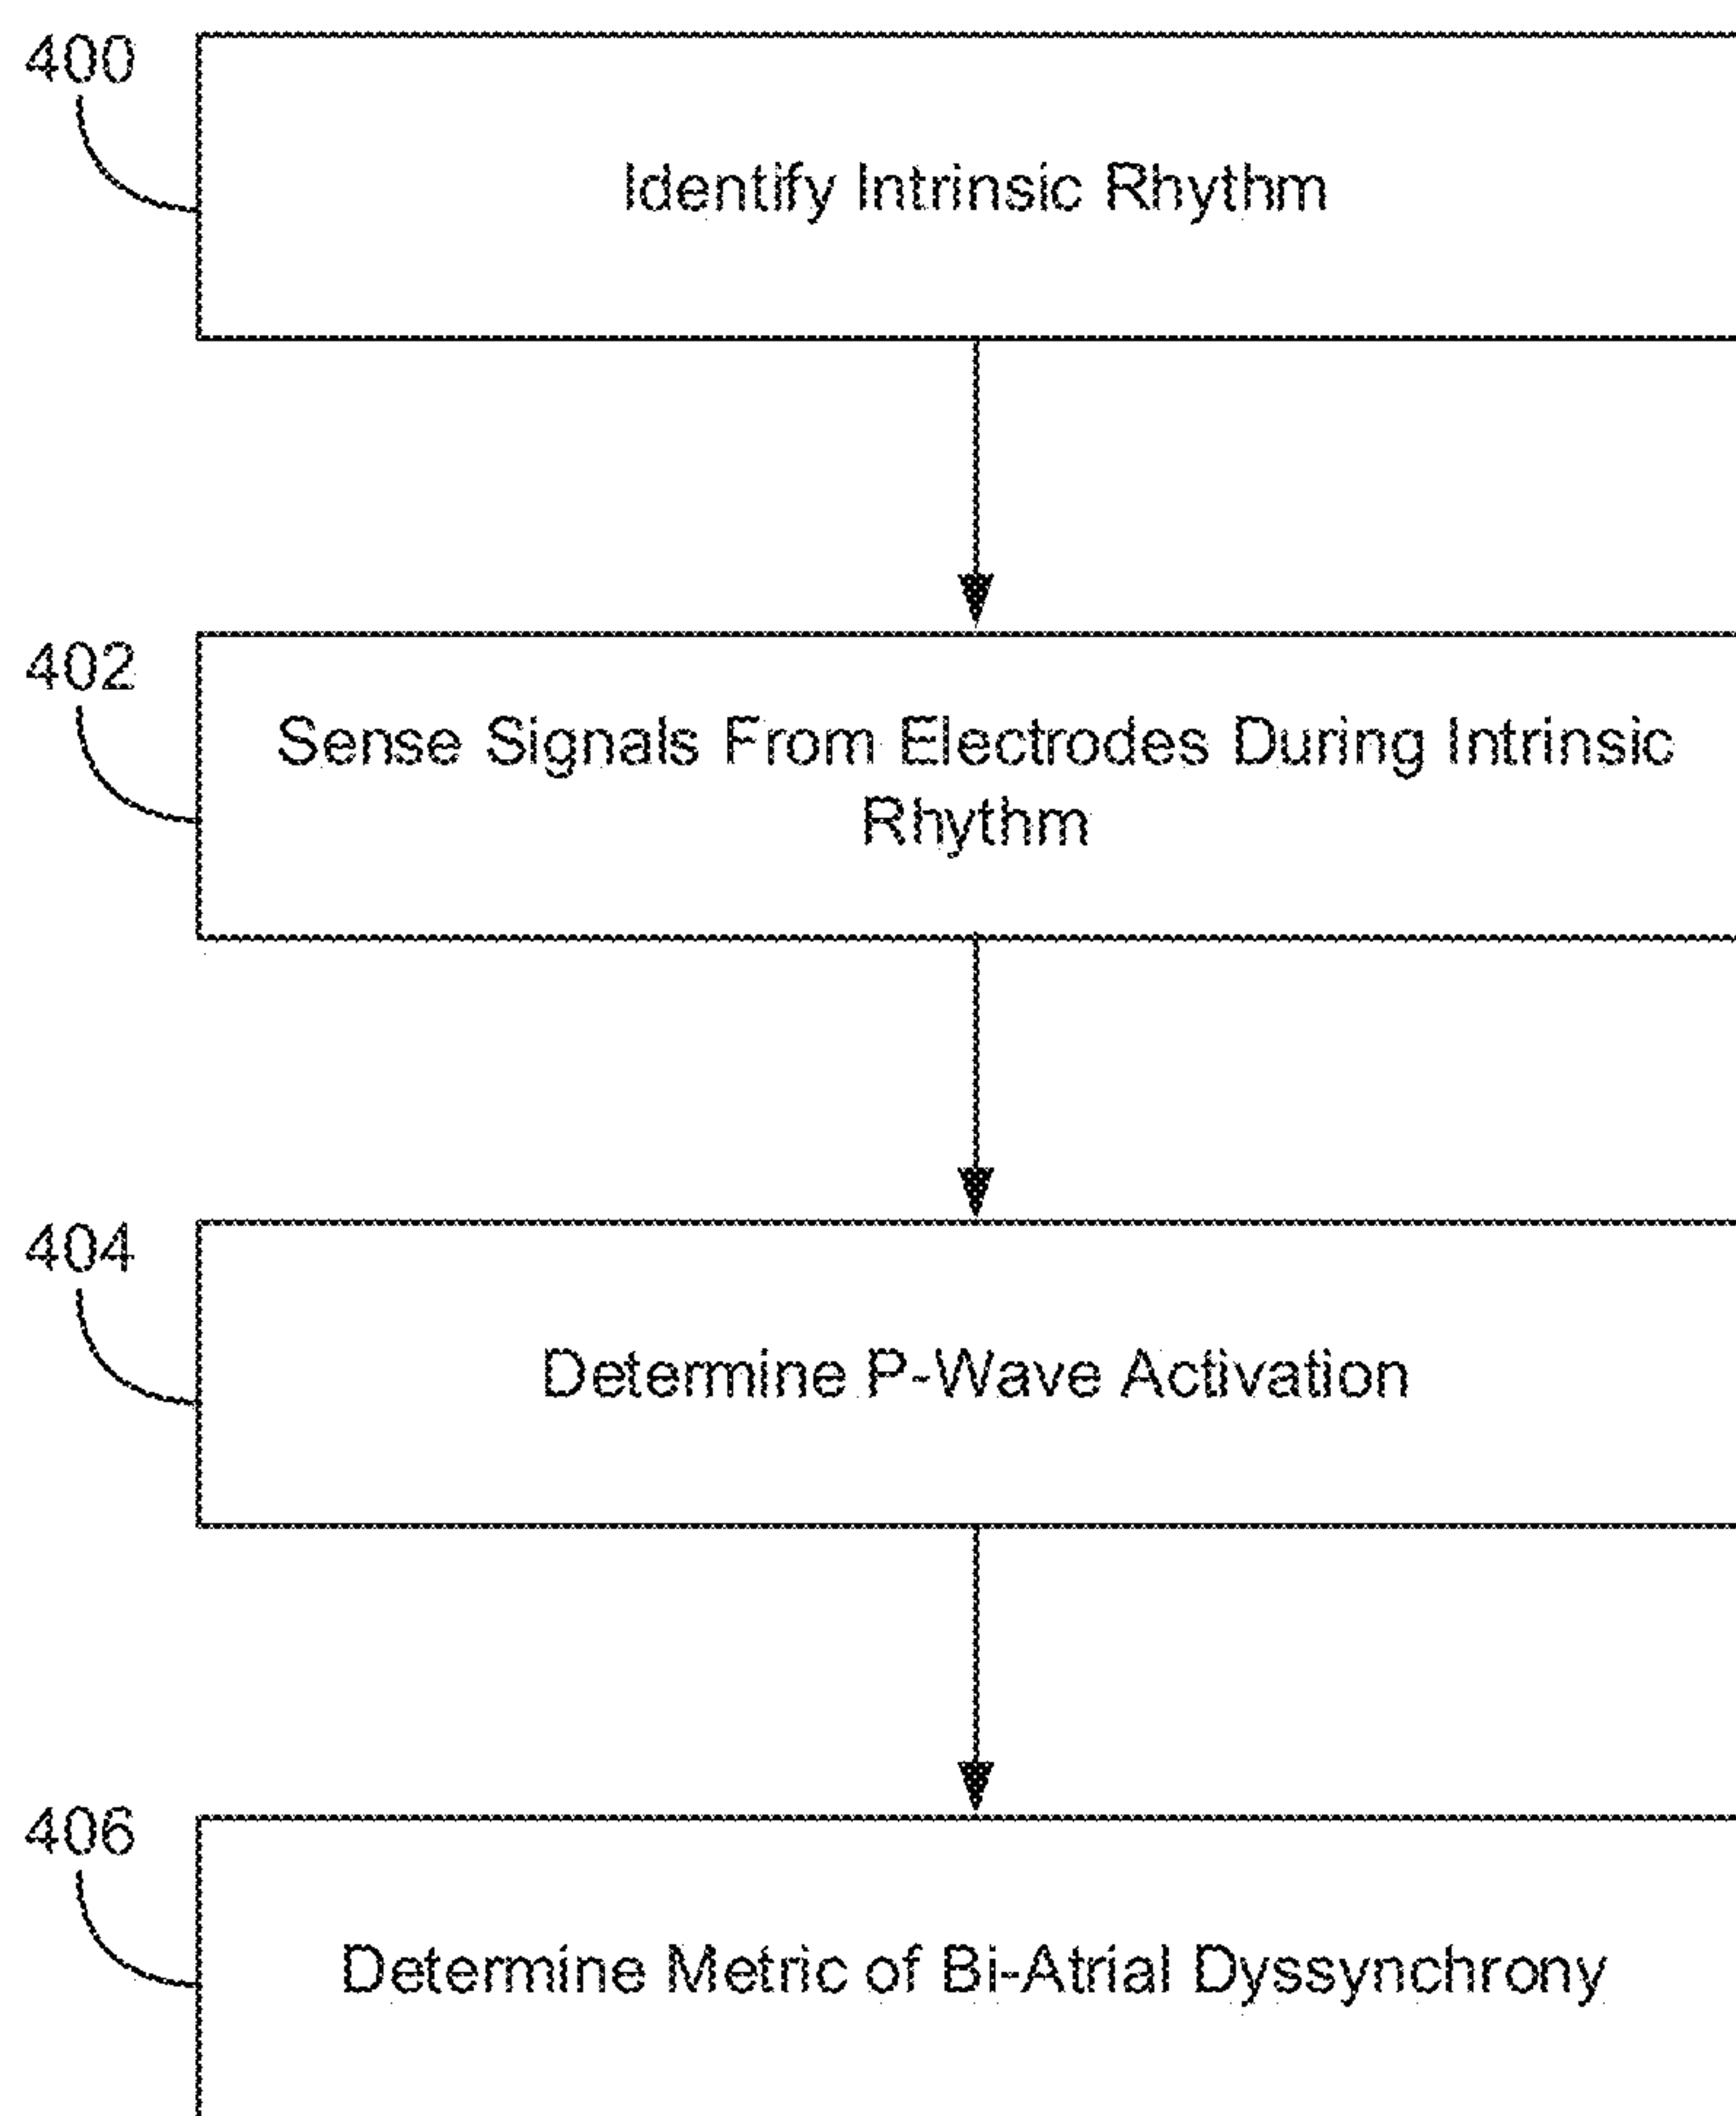 400
Identify Intrinsic Rhythm
402
Sense Signals From Electrodes During Intrinsic
Rhythm
404
Determine P-Wave Activation
406
Determine Metric of Bi-Atrial Dyssynchrony